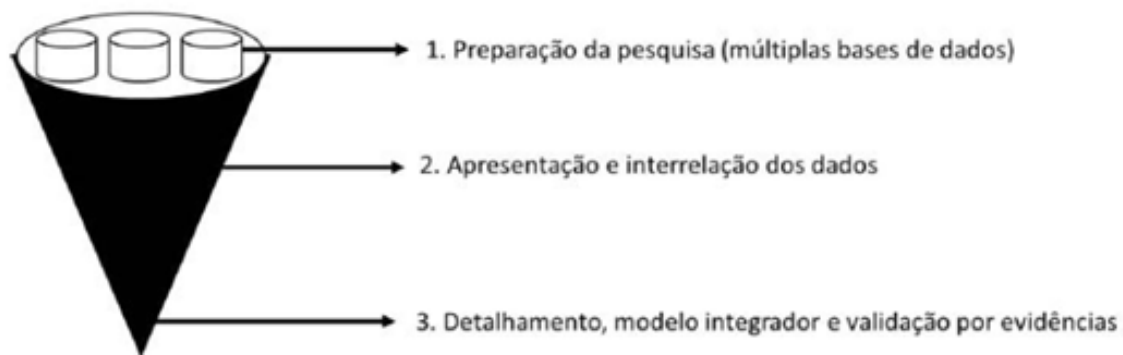 1. Preparação da pesquisa (múltiplas bases de dados)
2. Apresentação e interrelação dos dados
3. Detalhamento, modelo integrador e validação por evidências